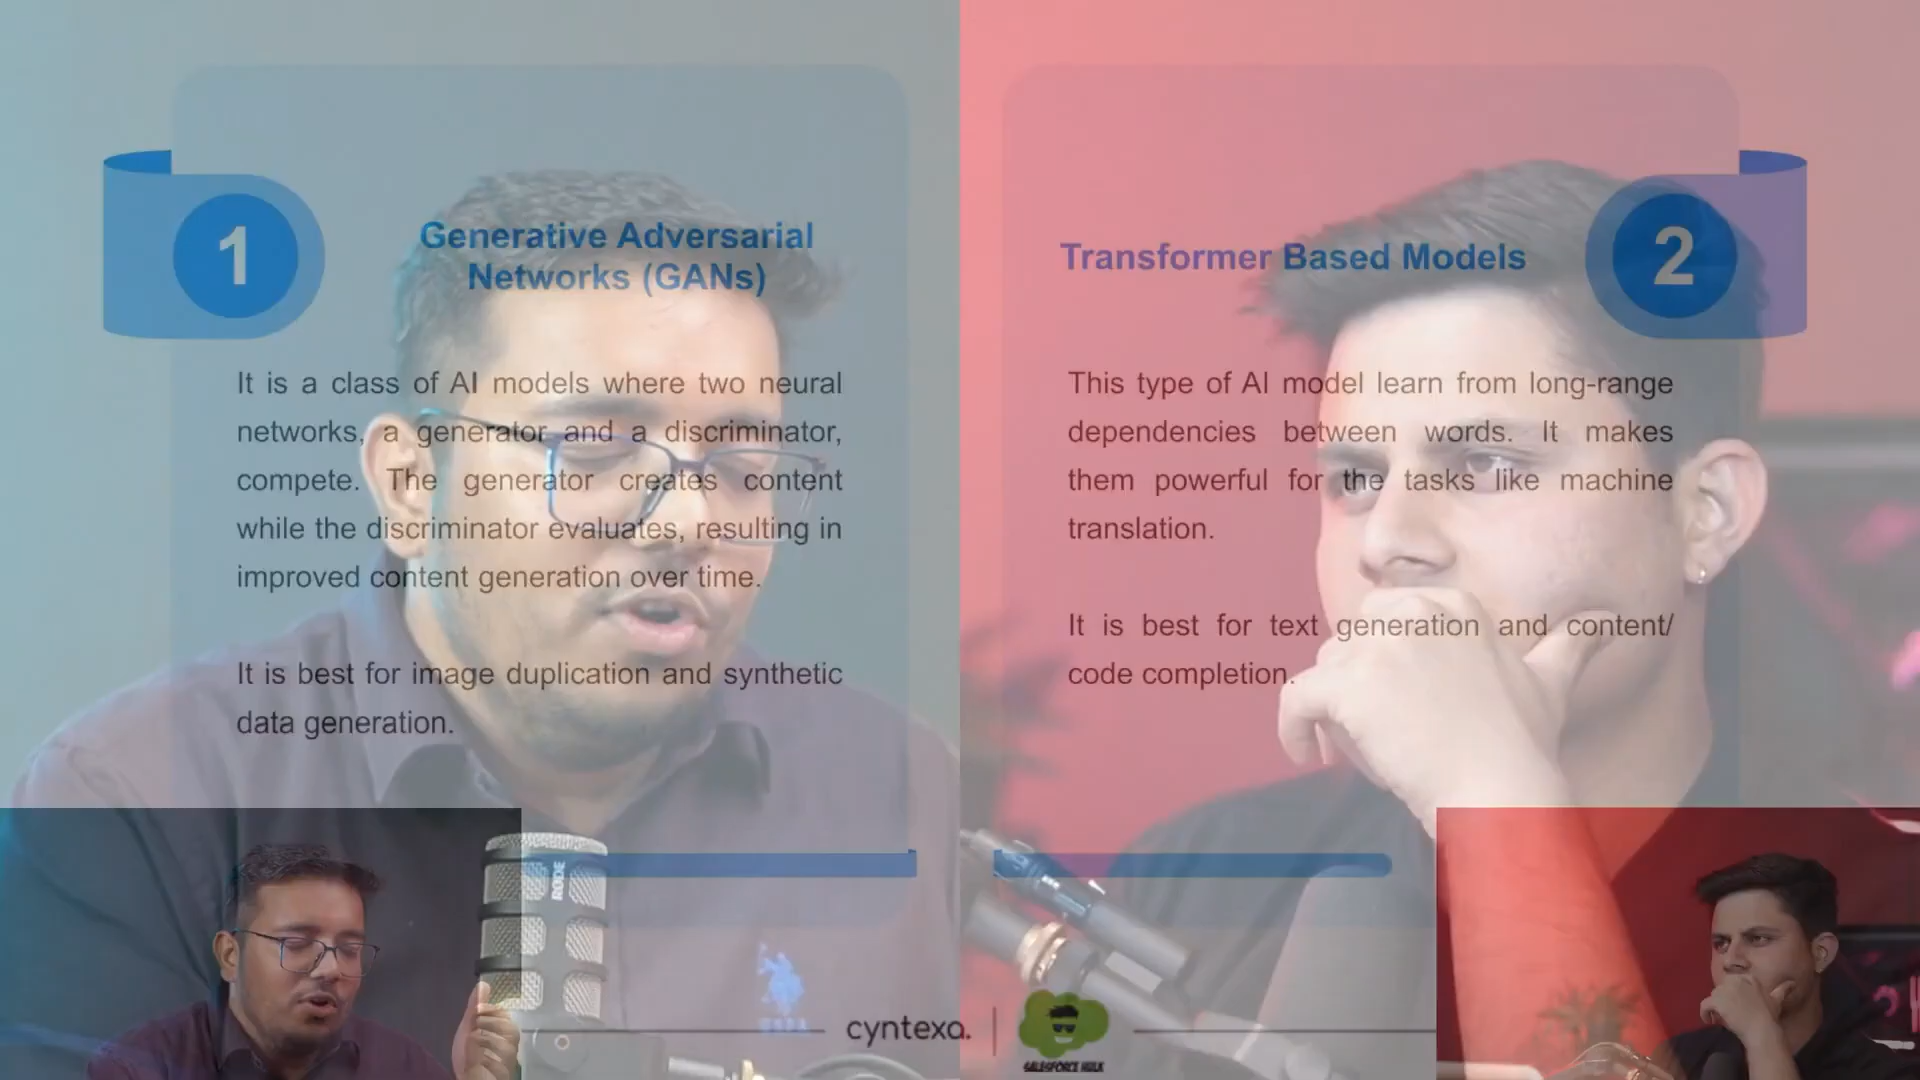 1
Generative Adversarial
Networks (GANs)
It is a class of AI models where two neural
networks, a generator and a discriminator,
compete. The generator creates content
while the discriminator evaluates, resulting in
improved content generation over time.
It is best for image duplication and synthetic
data generation.
Transformer Based Models
2
This type of AI model learn from long-range
dependencies between words. It makes
them powerful for the tasks like machine
translation.
It is best for text generation and content/
code completion.
RODE
cyntexa.
SALESFORCE HULK